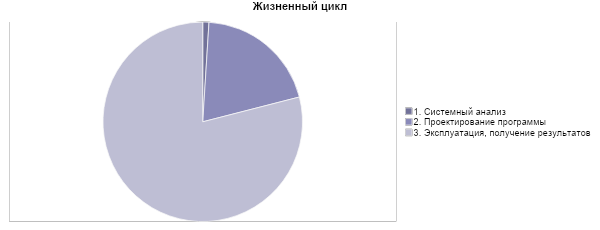 Жизненный цикл
1. Системный анализ
2. Проектирование программы
3. Эксплуатация, получение результатов